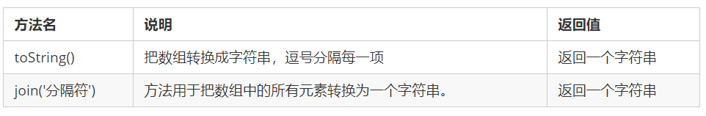 方法名 说明 返回值
toString() 把数组转换成字符串，逗号分隔每一项 返回一个字符串
join('分隔符') 方法用于把数组中的所有元素转换为一个字符串。 返回一个字符串